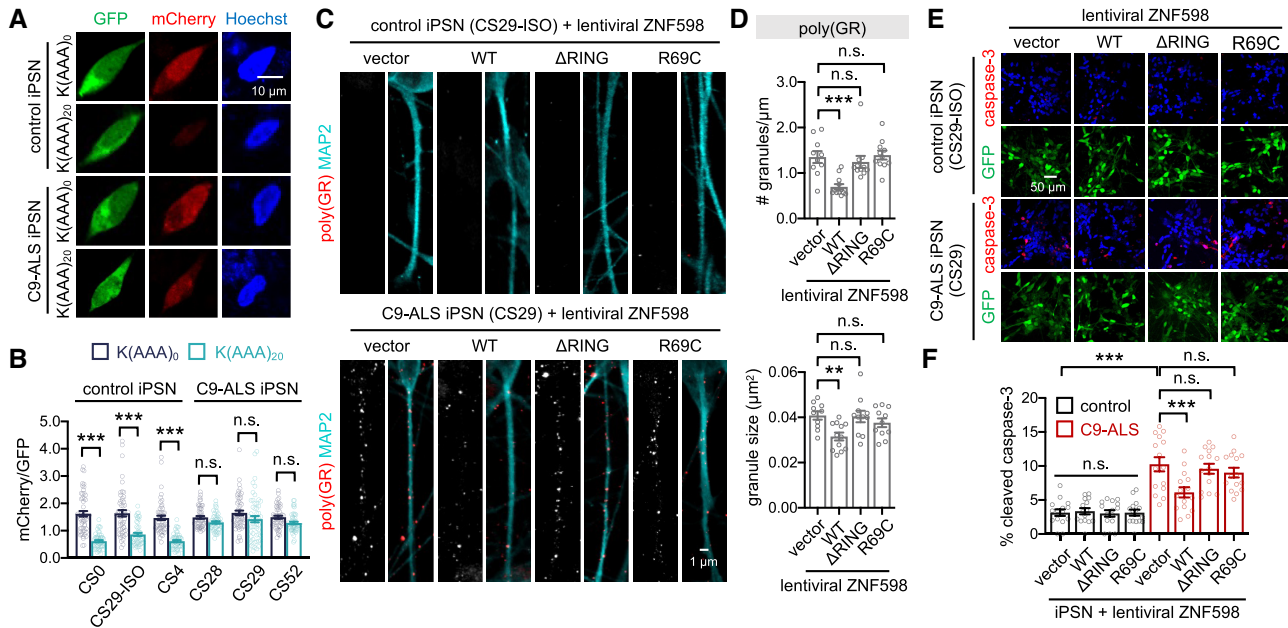 A
GFP mCherry Hoechst
control iPSN
K(AAA)₀
10 μm
K(AAA)₂₀
C9-ALS iPSN
K(AAA)₀
K(AAA)₂₀
B
K(AAA)₀ K(AAA)₂₀
control iPSN C9-ALS iPSN
mCherry/GFP
5.0
4.0
3.0
2.0
1.0
0.0
*** *** *** n.s. n.s. n.s.
CS0 CS29-ISO CS4 CS28 CS29 CS52
C
control iPSN (CS29-ISO) + lentiviral ZNF598
vector WT ΔRING R69C
poly(GR) MAP2
C9-ALS iPSN (CS29) + lentiviral ZNF598
vector WT ΔRING R69C
poly(GR) MAP2
1 μm
D
poly(GR)
n.s.
n.s.
***
# granules/μm
3.0
2.0
1.0
0.0
vector WT ΔRING R69C
lentiviral ZNF598
n.s.
n.s.
**
granule size (μm²)
0.06
0.04
0.02
0.00
vector WT ΔRING R69C
lentiviral ZNF598
E
lentiviral ZNF598
vector WT ΔRING R69C
control iPSN
(CS29-ISO)
caspase-3
GFP
50 μm
C9-ALS iPSN
(CS29)
caspase-3
GFP
F
*** n.s.
n.s.
***
control
C9-ALS
n.s.
% cleaved caspase-3
20
15
10
5
0
vector WT ΔRING R69C vector WT ΔRING R69C
iPSN + lentiviral ZNF598